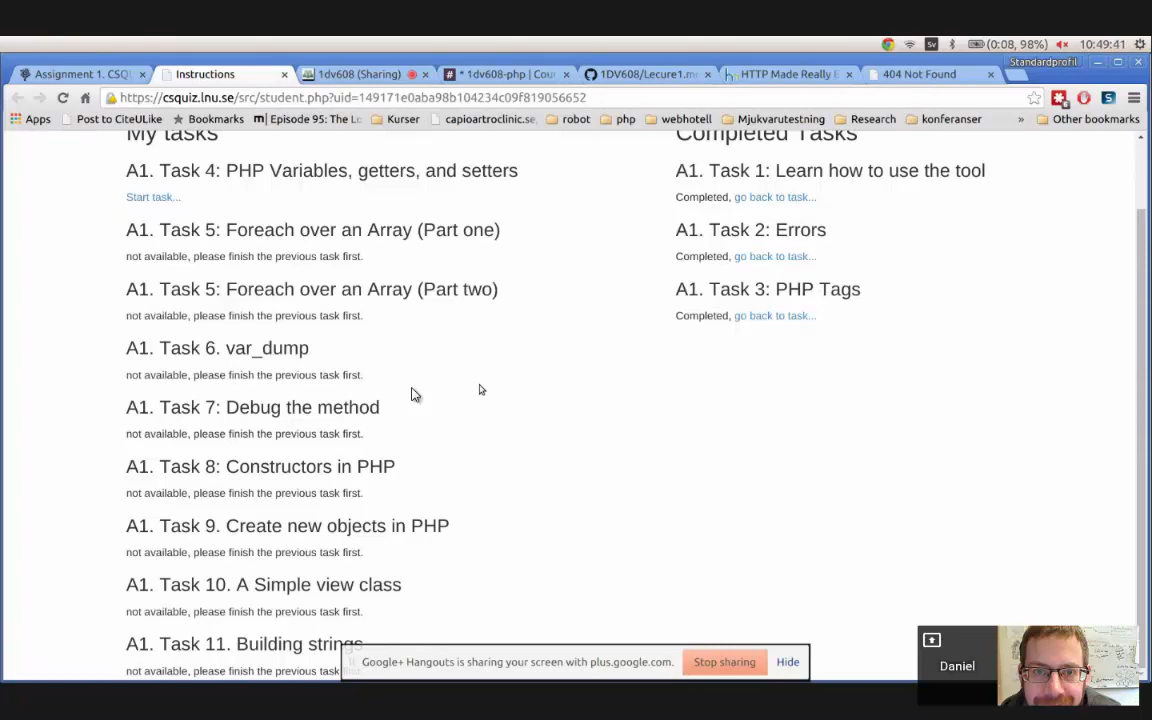 (0:08, 98%) 10:49:41
Standardprofil
Assignment 1. CSQU
Instructions
1dv608 (Sharing)
* 1dv608-php | Cour
1DV608/Lecure1.m
HTTP Made Really E
404 Not Found
https://csquiz.lnu.se/src/student.php?uid=149171e0aba98b104234c09f819056652
Apps
Post to CiteULike
Bookmarks
Episode 95: The Lo
Kurser
capioartroclinic.se,
robot
php
webhotell
Mjukvarutestning
Research
konferanser
»
Other bookmarks
My tasks
A1. Task 4: PHP Variables, getters, and setters
Start task...
A1. Task 5: Foreach over an Array (Part one)
not available, please finish the previous task first.
A1. Task 5: Foreach over an Array (Part two)
not available, please finish the previous task first.
A1. Task 6. var_dump
not available, please finish the previous task first.
A1. Task 7: Debug the method
not available, please finish the previous task first.
A1. Task 8: Constructors in PHP
not available, please finish the previous task first.
A1. Task 9. Create new objects in PHP
not available, please finish the previous task first.
A1. Task 10. A Simple view class
not available, please finish the previous task first.
A1. Task 11. Building strings
not available, please finish the previous task first.
Completed Tasks
A1. Task 1: Learn how to use the tool
Completed, go back to task...
A1. Task 2: Errors
Completed, go back to task...
A1. Task 3: PHP Tags
Completed, go back to task...
Google+ Hangouts is sharing your screen with plus.google.com.
Stop sharing
Hide
Daniel